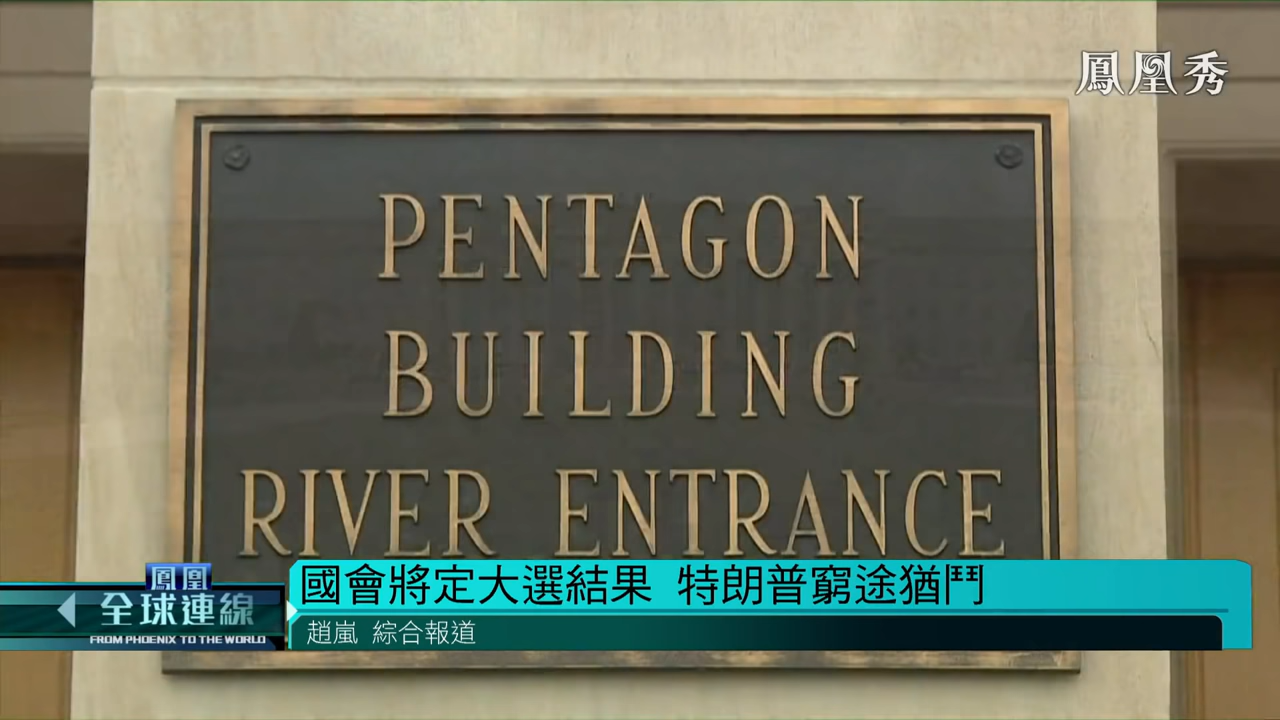 鳳凰秀
PENTAGON
BUILDING
RIVER ENTRANCE
鳳凰
全球連線
FROM PHOENIX TO THE WORLD
國會將定大選結果 特朗普窮途猶鬥
趙嵐 綜合報道